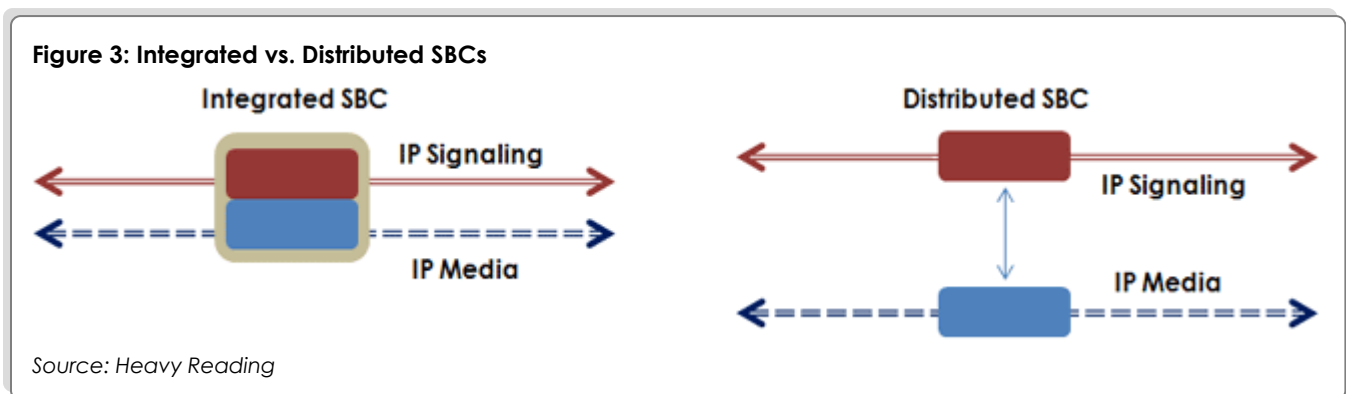 Figure 3: Integrated vs. Distributed SBCs
Integrated SBC
IP Signaling
IP Media
Distributed SBC
IP Signaling
IP Media
Source: Heavy Reading